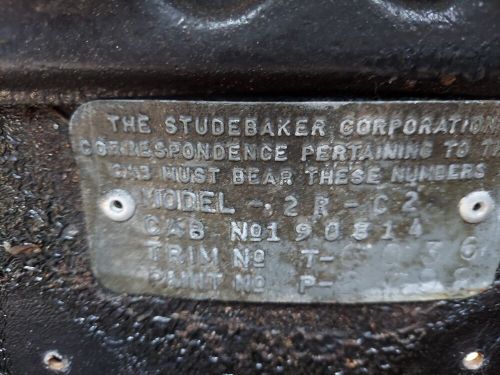 THE STUDEBAKER CORPORATION
CORRESPONDENCE PERTAINING TO
CAB MUST BEAR THESE NUMBERS
MODEL - 2R-C2
CAB No 190814
TRIM No T-
PAINT No P-